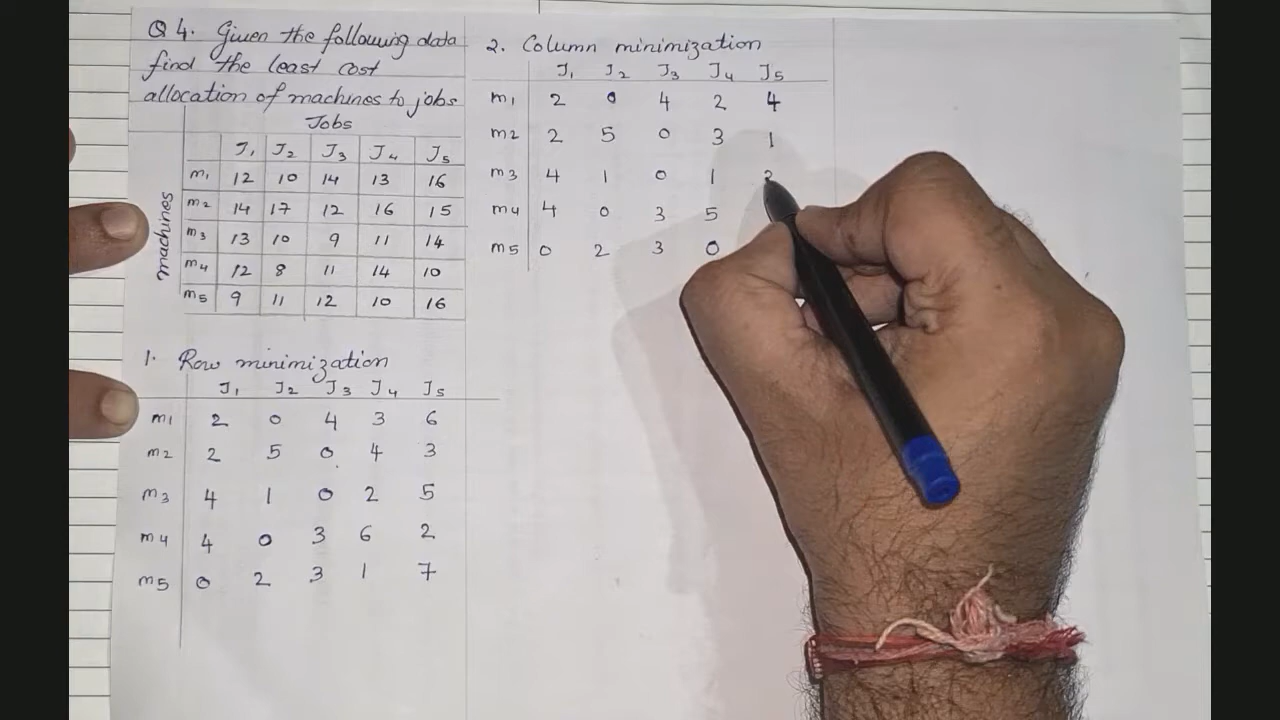 Q 4. Given the following data
find the least cost
allocation of machines to jobs
Jobs
J1 J2 J3 J4 J5
machines
m1 12 10 14 13 16
m2 14 17 12 16 15
m3 13 10 9 11 14
m4 12 8 11 14 10
m5 9 11 12 10 16
1. Row minimization
J1 J2 J3 J4 J5
m1 2 0 4 3 6
m2 2 5 0 4 3
m3 4 1 0 2 5
m4 4 0 3 6 2
m5 0 2 3 1 7
2. Column minimization
J1 J2 J3 J4 J5
m1 2 0 4 2 4
m2 2 5 0 3 1
m3 4 1 0 1
m4 4 0 3 5
m5 0 2 3 0